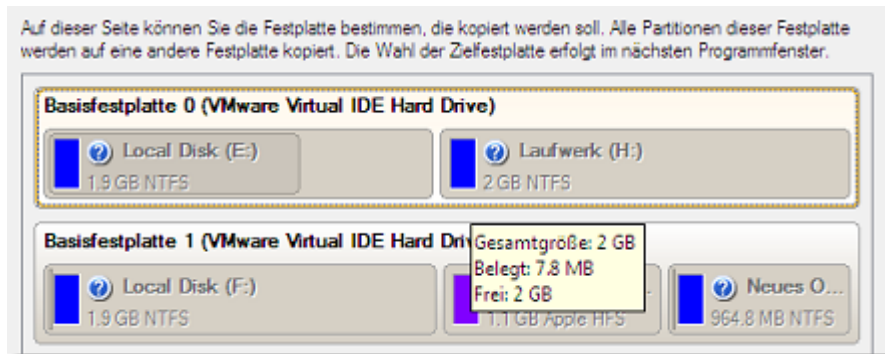 Auf dieser Seite können Sie die Festplatte bestimmen, die kopiert werden soll. Alle Partitionen dieser Festplatte
werden auf eine andere Festplatte kopiert. Die Wahl der Zielfestplatte erfolgt im nächsten Programmfenster.
Basisfestplatte 0 (VMware Virtual IDE Hard Drive)
Local Disk (E:)
1.9 GB NTFS
Laufwerk (H:)
2 GB NTFS
Basisfestplatte 1 (VMware Virtual IDE Hard
Gesamtgröße: 2 GB
Belegt: 7.8 MB
Frei: 2 GB
Local Disk (F:)
1.9 GB NTFS
1.1 GB Apple HFS
Neues O...
964.8 MB NTFS